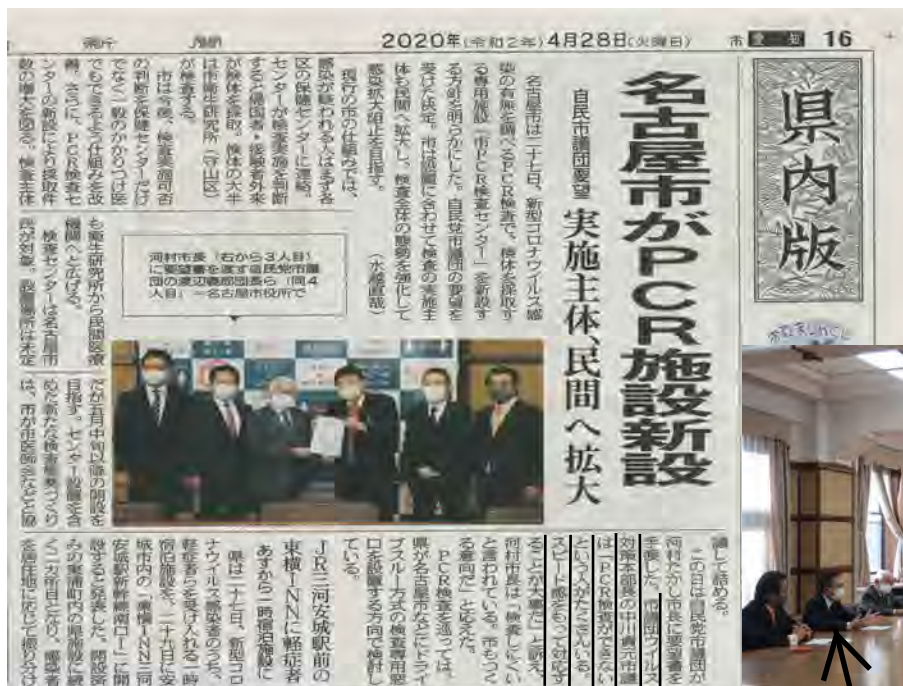 新 聞 2020年(令和2年)4月28日(火曜日) 市 愛知 16
県内版
名古屋市がPCR施設新設
自民市議団要望
実施主体、民間へ拡大
名古屋市は二十七日、新型コロナウイルス感
染の有無を調べるPCR検査で、検体を採取す
る専用施設「市PCR検査センター」を新設す
る方針を明らかにした。自民党市議団の要望を
受けた決定。市は設置に合わせて検査の実施主
体も民間へ拡大し、検査全体の態勢を強化して
感染拡大阻止を目指す。
現行の市の仕組みでは、
感染が疑われる人はまず各
区の保健センターに連絡。
センターが検査実施を判断
すると帰国者・接触者外来
が検体を採取。検体の大半
は市衛生研究所(守山区)
が検査する。
市は今後、検査実施可否
の判断を保健センターだけ
でなく一般のかかりつけ医
でもできるよう仕組みを改
善。さらに、PCR検査セ
ンターの新設により採取件
数の増大を図る。検査主体
も衛生研究所から民間医療
機関へと広げる。
検査センターは名古屋市
民が対象。設置場所は未定
河村市長(右から3人目)
に要望書を渡す自民党市議
団の渡辺義郎団長ら(同4
人目)=名古屋市役所で
だが五月中旬以降の開設を
目指す。センター設置を含
めた新たな検査態勢づくり
は、市が市医師会などと協
議して詰める。
この日は自民党市議団が
河村たかし市長に要望書を
手渡した。市議団ウイルス
対策本部長の中川貴元市議
は「PCR検査ができない
という人がたくさんいる。
スピード感をもって対応す
ることが大事だ」と訴え、
河村市長は「検査しにくい
と言われている。市もつく
る意向だ」と応えた。
PCR検査を巡っては、
県が名古屋市などにドライ
ブスルー方式の検査専用窓
口を設置する方向で検討し
ている。
JR三河安城駅前の
東横INNに軽症者
あすから一時宿泊施設に
県は二十七日、新型コロ
ナウイルス感染者のうち、
軽症者らを受け入れる一時
宿泊施設を、二十九日に安
城市内の「東横INN三河
安城駅新幹線南口Ⅰ」に開
設すると発表した。開設済
みの東浦町内の県施設に続
く二カ所目となり、感染者
を居住地に応じて振り分け